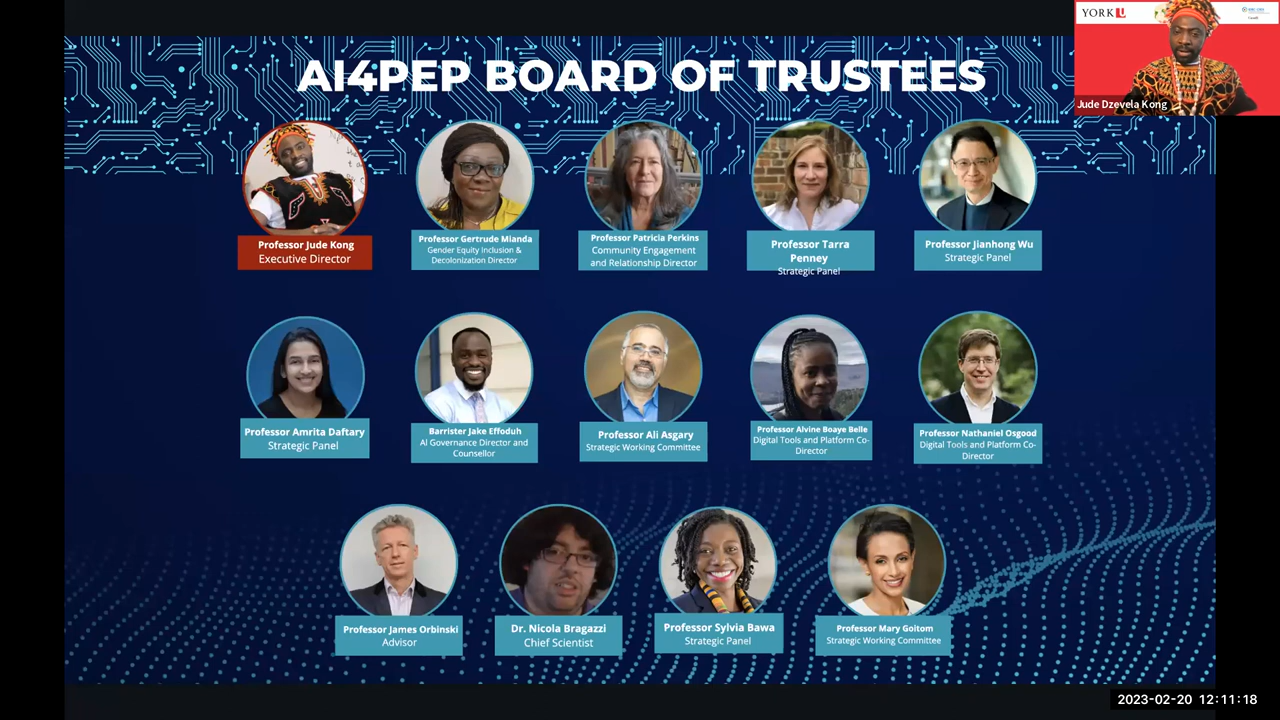 YORK U
AI4PEP BOARD OF TRUSTEES
Jude Dzevela Kong
Professor Jude Kong
Executive Director
Professor Gertrude Mianda
Gender Equity Inclusion &
Decolonization Director
Professor Patricia Perkins
Community Engagement
and Relationship Director
Professor Tarra
Penney
Strategic Panel
Professor Jianhong Wu
Strategic Panel
Professor Amrita Daftary
Strategic Panel
Barrister Jake Effoduh
AI Governance Director and
Counsellor
Professor Ali Asgary
Strategic Working Committee
Professor Alvine Boaye Belle
Digital Tools and Platform Co-
Director
Professor Nathaniel Osgood
Digital Tools and Platform Co-
Director
Professor James Orbinski
Advisor
Dr. Nicola Bragazzi
Chief Scientist
Professor Sylvia Bawa
Strategic Panel
Professor Mary Goitom
Strategic Working Committee
2023-02-20 12:11:18